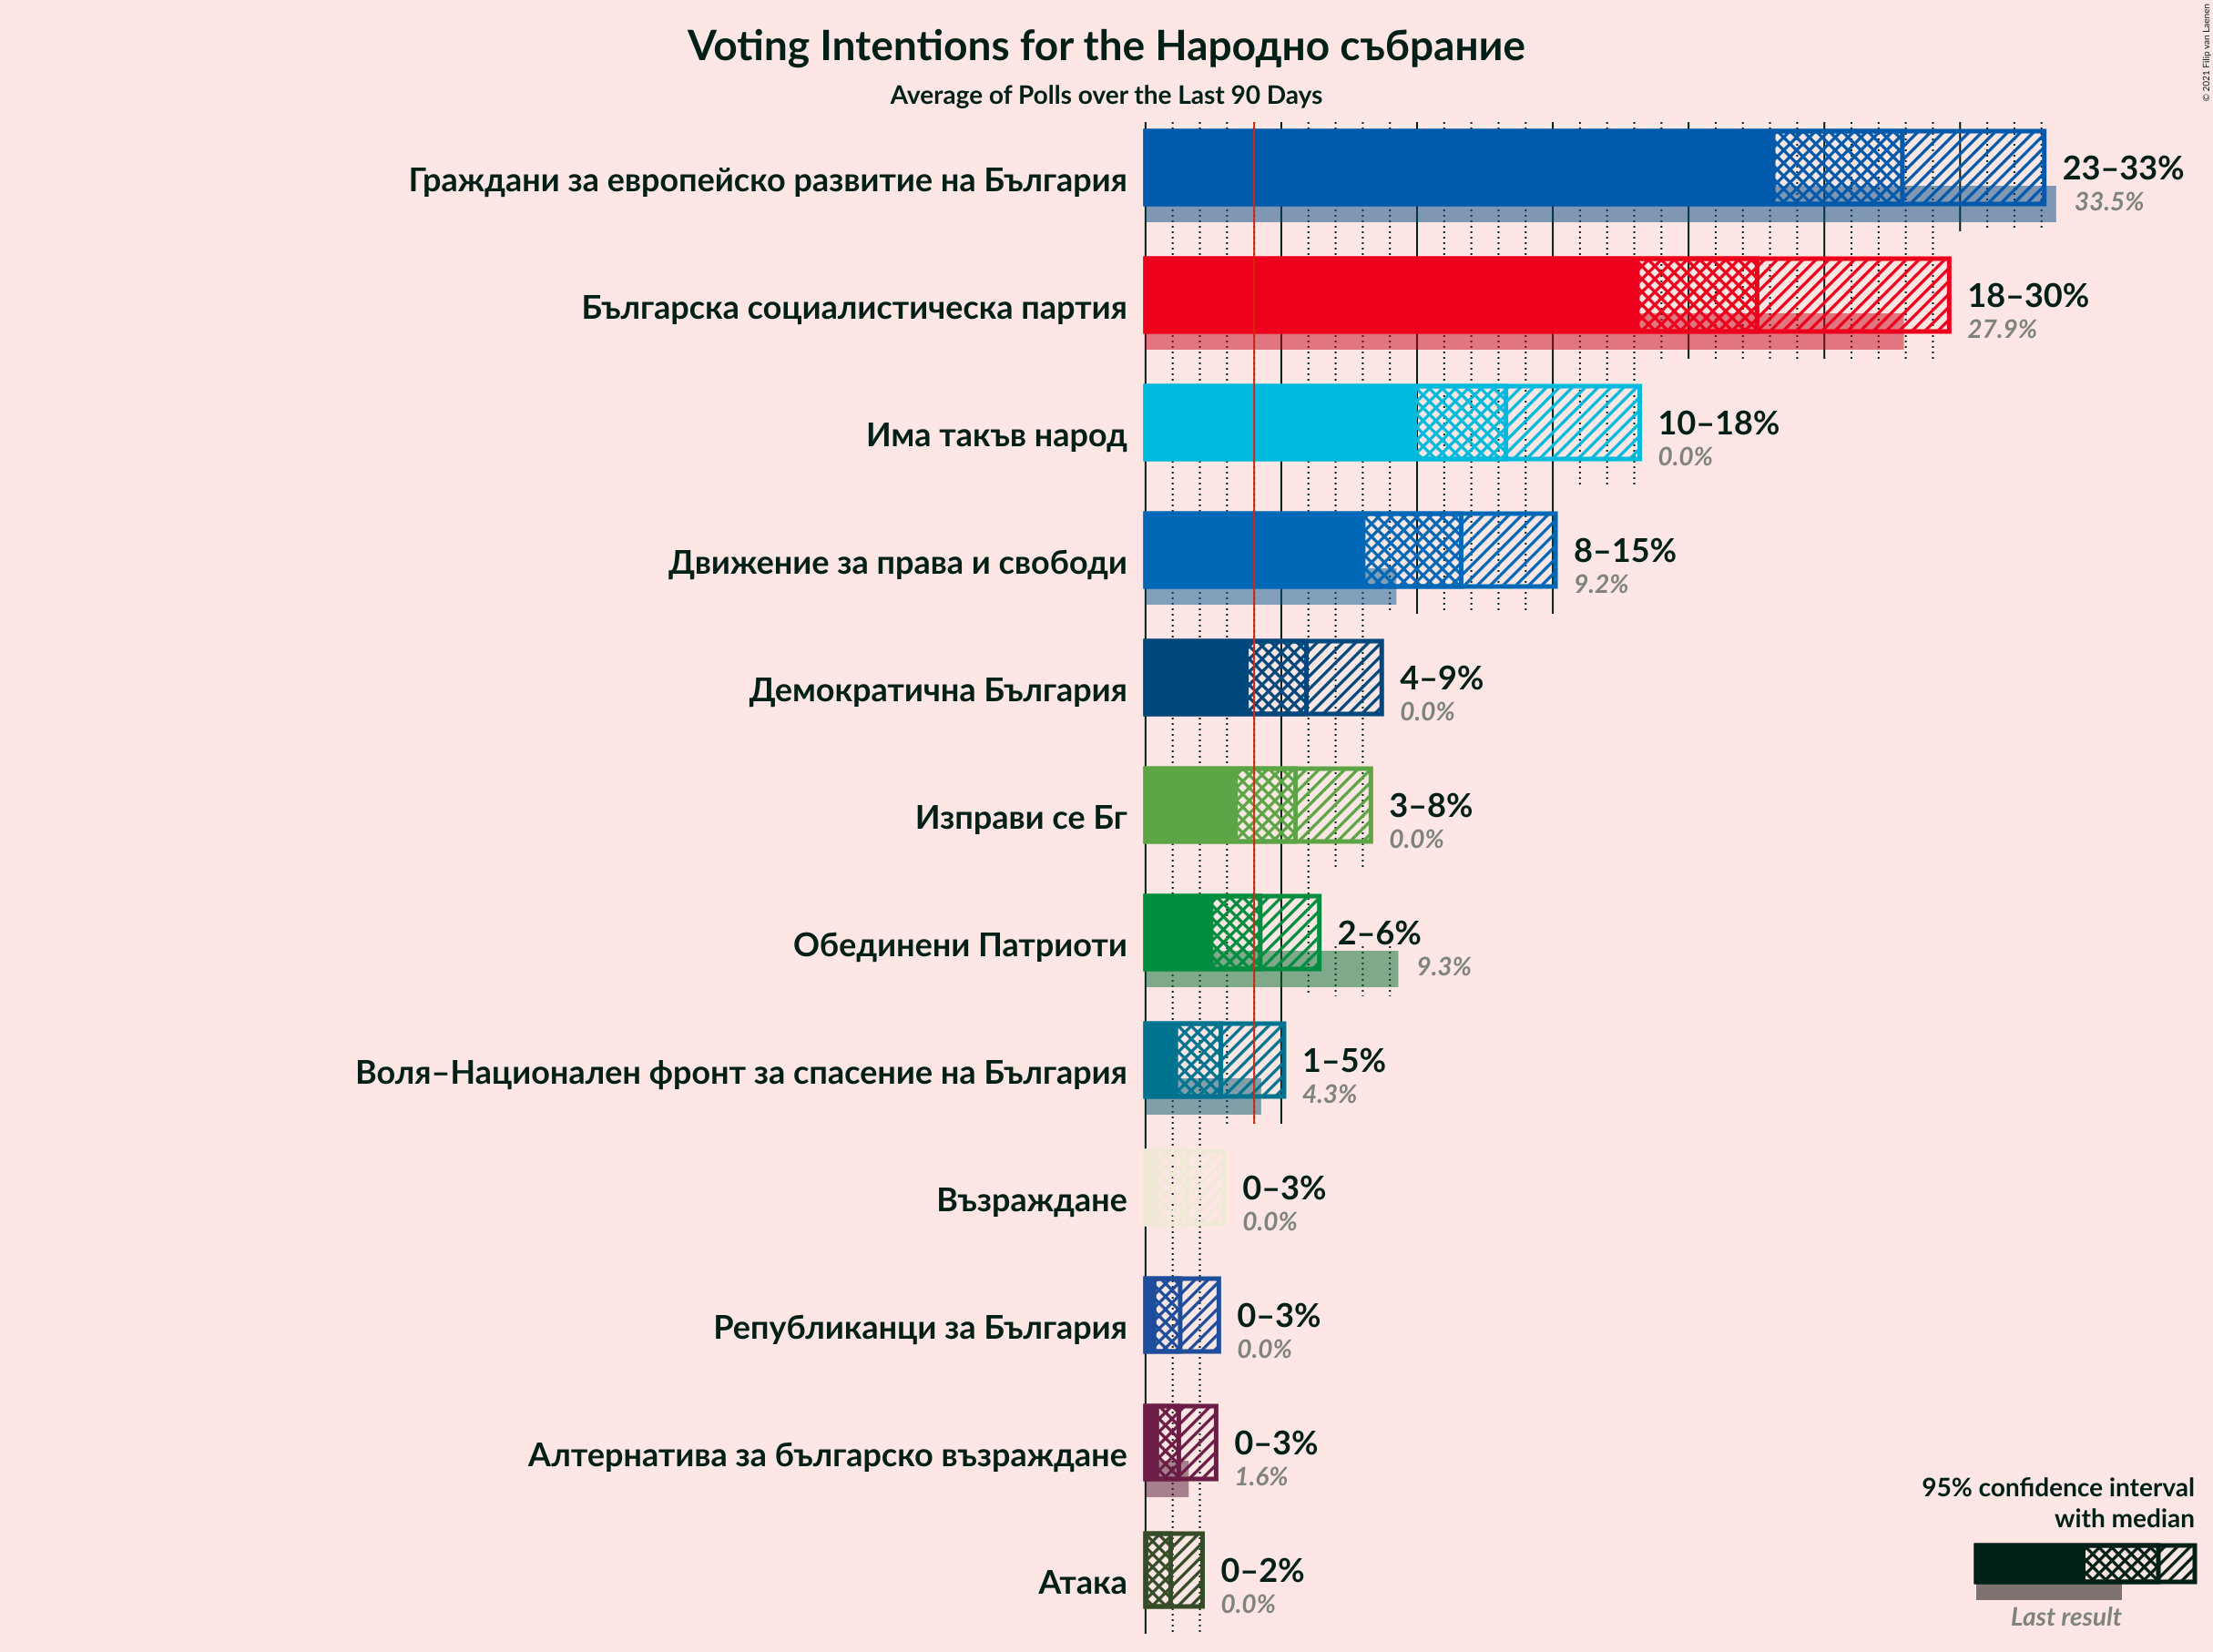 Voting Intentions for the Народно събрание
Average of Polls over the Last 90 Days
© 2021 Filip van Laenen
Граждани за европейско развитие на България
23–33%
33.5%
Българска социалистическа партия
18–30%
27.9%
Има такъв народ
10–18%
0.0%
Движение за права и свободи
8–15%
9.2%
Демократична България
4–9%
0.0%
Изправи се Бг
3–8%
0.0%
Обединени Патриоти
2–6%
9.3%
Воля–Национален фронт за спасение на България
1–5%
4.3%
Възраждане
0–3%
0.0%
Републиканци за България
0–3%
0.0%
Алтернатива за българско възраждане
0–3%
1.6%
Атака
0–2%
0.0%
95% confidence interval
with median
Last result